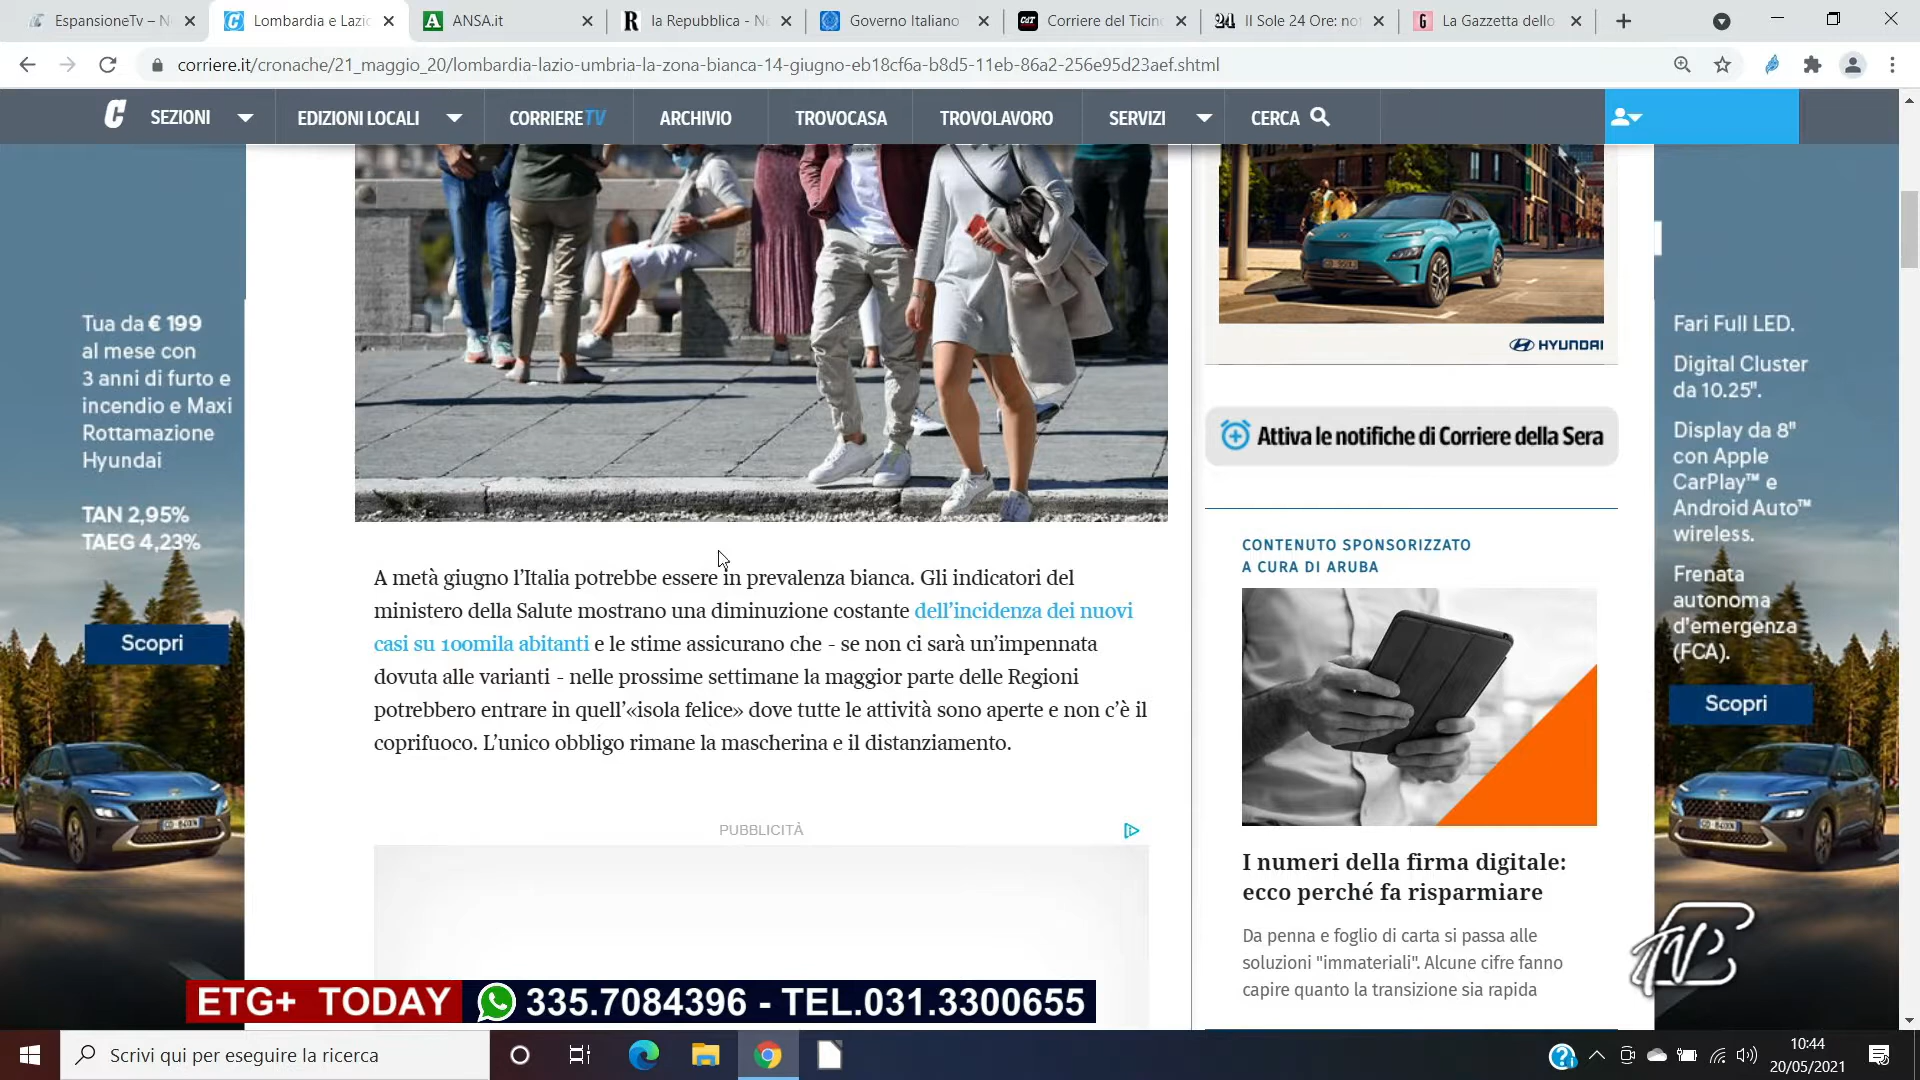 EspansioneTv – N
Lombardia e Lazio
ANSA.it
la Repubblica - N
Governo Italiano
Corriere del Ticin
Il Sole 24 Ore: no
La Gazzetta dello
corriere.it/cronache/21_maggio_20/lombardia-lazio-umbria-la-zona-bianca-14-giugno-eb18cf6a-b8d5-11eb-86a2-256e95d23aef.shtml
C SEZIONI
EDIZIONI LOCALI
CORRIERETV
ARCHIVIO
TROVOCASA
TROVOLAVORO
SERVIZI
CERCA
Tua da € 199
al mese con
3 anni di furto e
incendio e Maxi
Rottamazione
Hyundai
TAN 2,95%
TAEG 4,23%
Scopri
A metà giugno l’Italia potrebbe essere in prevalenza bianca. Gli indicatori del
ministero della Salute mostrano una diminuzione costante dell’incidenza dei nuovi
casi su 100mila abitanti e le stime assicurano che - se non ci sarà un’impennata
dovuta alle varianti - nelle prossime settimane la maggior parte delle Regioni
potrebbero entrare in quell’«isola felice» dove tutte le attività sono aperte e non c’è il
coprifuoco. L’unico obbligo rimane la mascherina e il distanziamento.
PUBBLICITÀ
HYUNDAI
Attiva le notifiche di Corriere della Sera
CONTENUTO SPONSORIZZATO
A CURA DI ARUBA
I numeri della firma digitale:
ecco perché fa risparmiare
Da penna e foglio di carta si passa alle
soluzioni "immateriali". Alcune cifre fanno
capire quanto la transizione sia rapida
Fari Full LED.
Digital Cluster
da 10.25".
Display da 8"
con Apple
CarPlay™ e
Android Auto™
wireless.
Frenata
autonoma
d'emergenza
(FCA).
Scopri
ETG+ TODAY 335.7084396 - TEL.031.3300655
Scrivi qui per eseguire la ricerca
10:44
20/05/2021